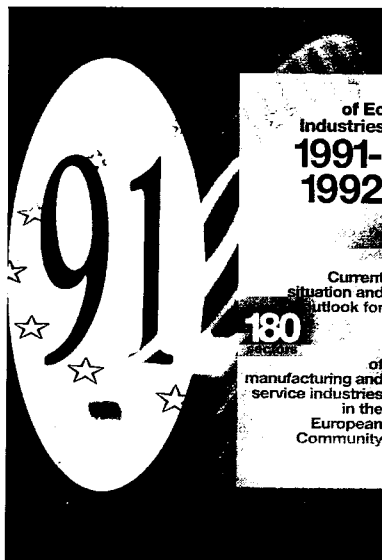 91
of Ec
Industries
1991-
1992
Current
situation and
utlook for
180
sectors
of
manufacturing and
service industries
in the
European
Community